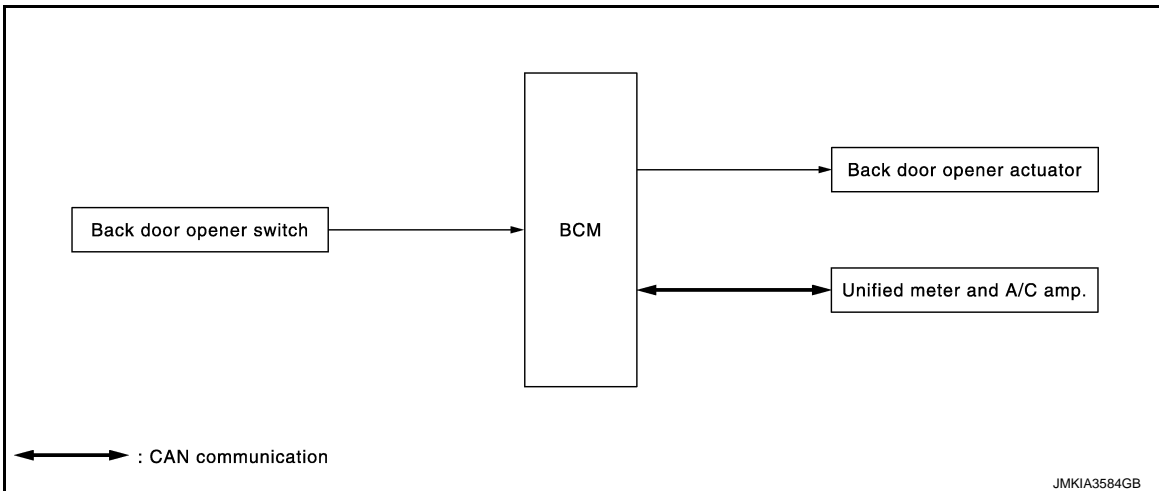 Back door opener switch
BCM
Back door opener actuator
Unified meter and A/C amp.
: CAN communication
JMKIA3584GB